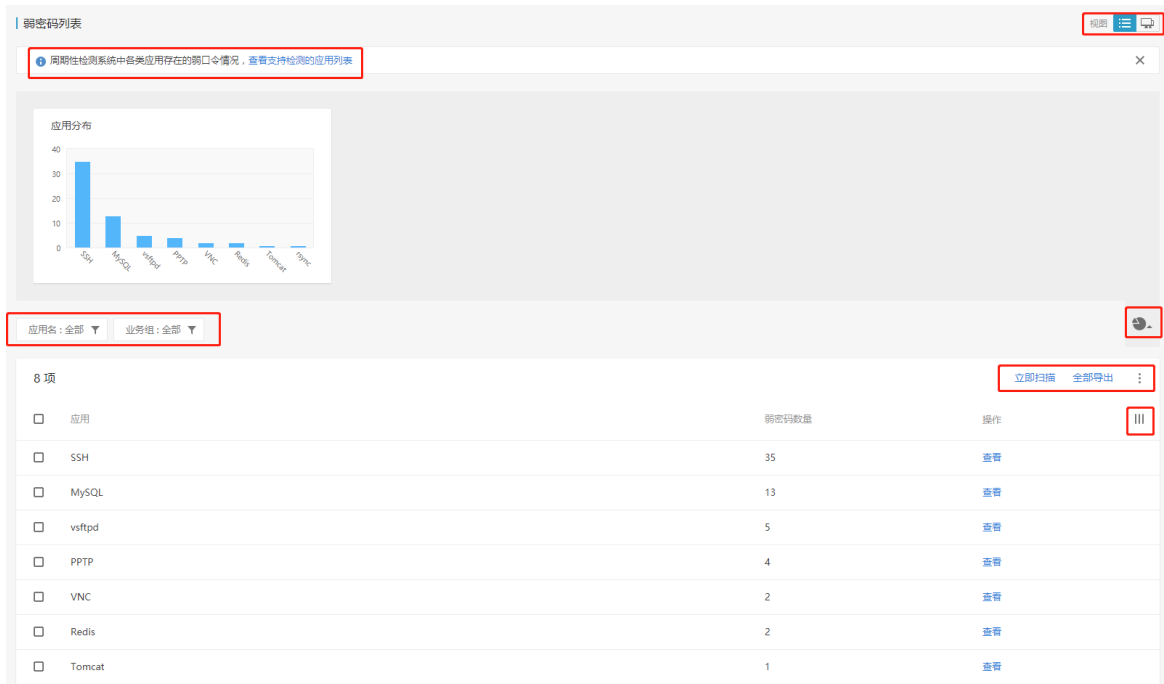 弱密码列表
视图
周期性检测系统中各类应用存在的弱口令情况，查看支持检测的应用列表
应用分布
40
30
20
10
0
SSH
MySQL
vsftpd
PPTP
VNC
Redis
Tomcat
rsync
应用名：全部
业务组：全部
8 项
立即扫描 全部导出
应用 弱密码数量 操作
SSH 35 查看
MySQL 13 查看
vsftpd 5 查看
PPTP 4 查看
VNC 2 查看
Redis 2 查看
Tomcat 1 查看